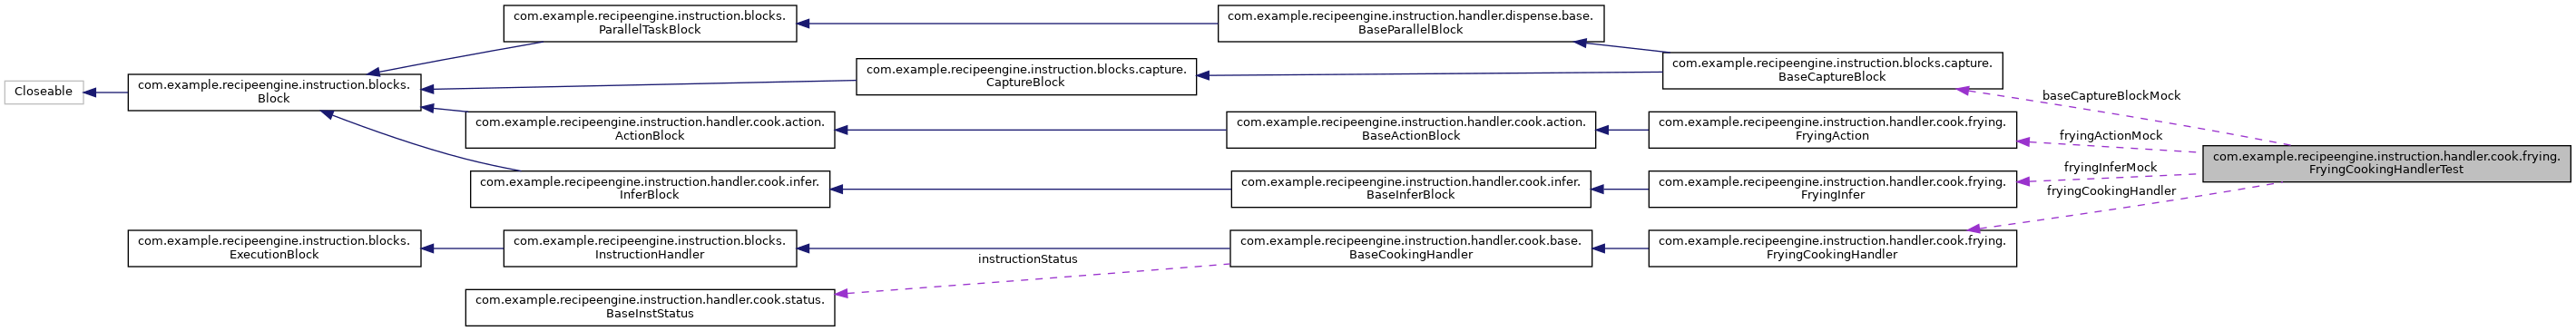 com.example.recipeengine.instruction.blocks.
ParallelTaskBlock
com.example.recipeengine.instruction.handler.dispense.base.
BaseParallelBlock
com.example.recipeengine.instruction.blocks.capture.
CaptureBlock
com.example.recipeengine.instruction.blocks.capture.
BaseCaptureBlock
Closeable
com.example.recipeengine.instruction.blocks.
Block
baseCaptureBlockMock
com.example.recipeengine.instruction.handler.cook.action.
ActionBlock
com.example.recipeengine.instruction.handler.cook.action.
BaseActionBlock
com.example.recipeengine.instruction.handler.cook.frying.
FryingAction
fryingActionMock
com.example.recipeengine.instruction.handler.cook.frying.
FryingCookingHandlerTest
fryingInferMock
com.example.recipeengine.instruction.handler.cook.infer.
InferBlock
com.example.recipeengine.instruction.handler.cook.infer.
BaseInferBlock
com.example.recipeengine.instruction.handler.cook.frying.
FryingInfer
fryingCookingHandler
com.example.recipeengine.instruction.blocks.
ExecutionBlock
com.example.recipeengine.instruction.blocks.
InstructionHandler
com.example.recipeengine.instruction.handler.cook.base.
BaseCookingHandler
com.example.recipeengine.instruction.handler.cook.frying.
FryingCookingHandler
instructionStatus
com.example.recipeengine.instruction.handler.cook.status.
BaseInstStatus